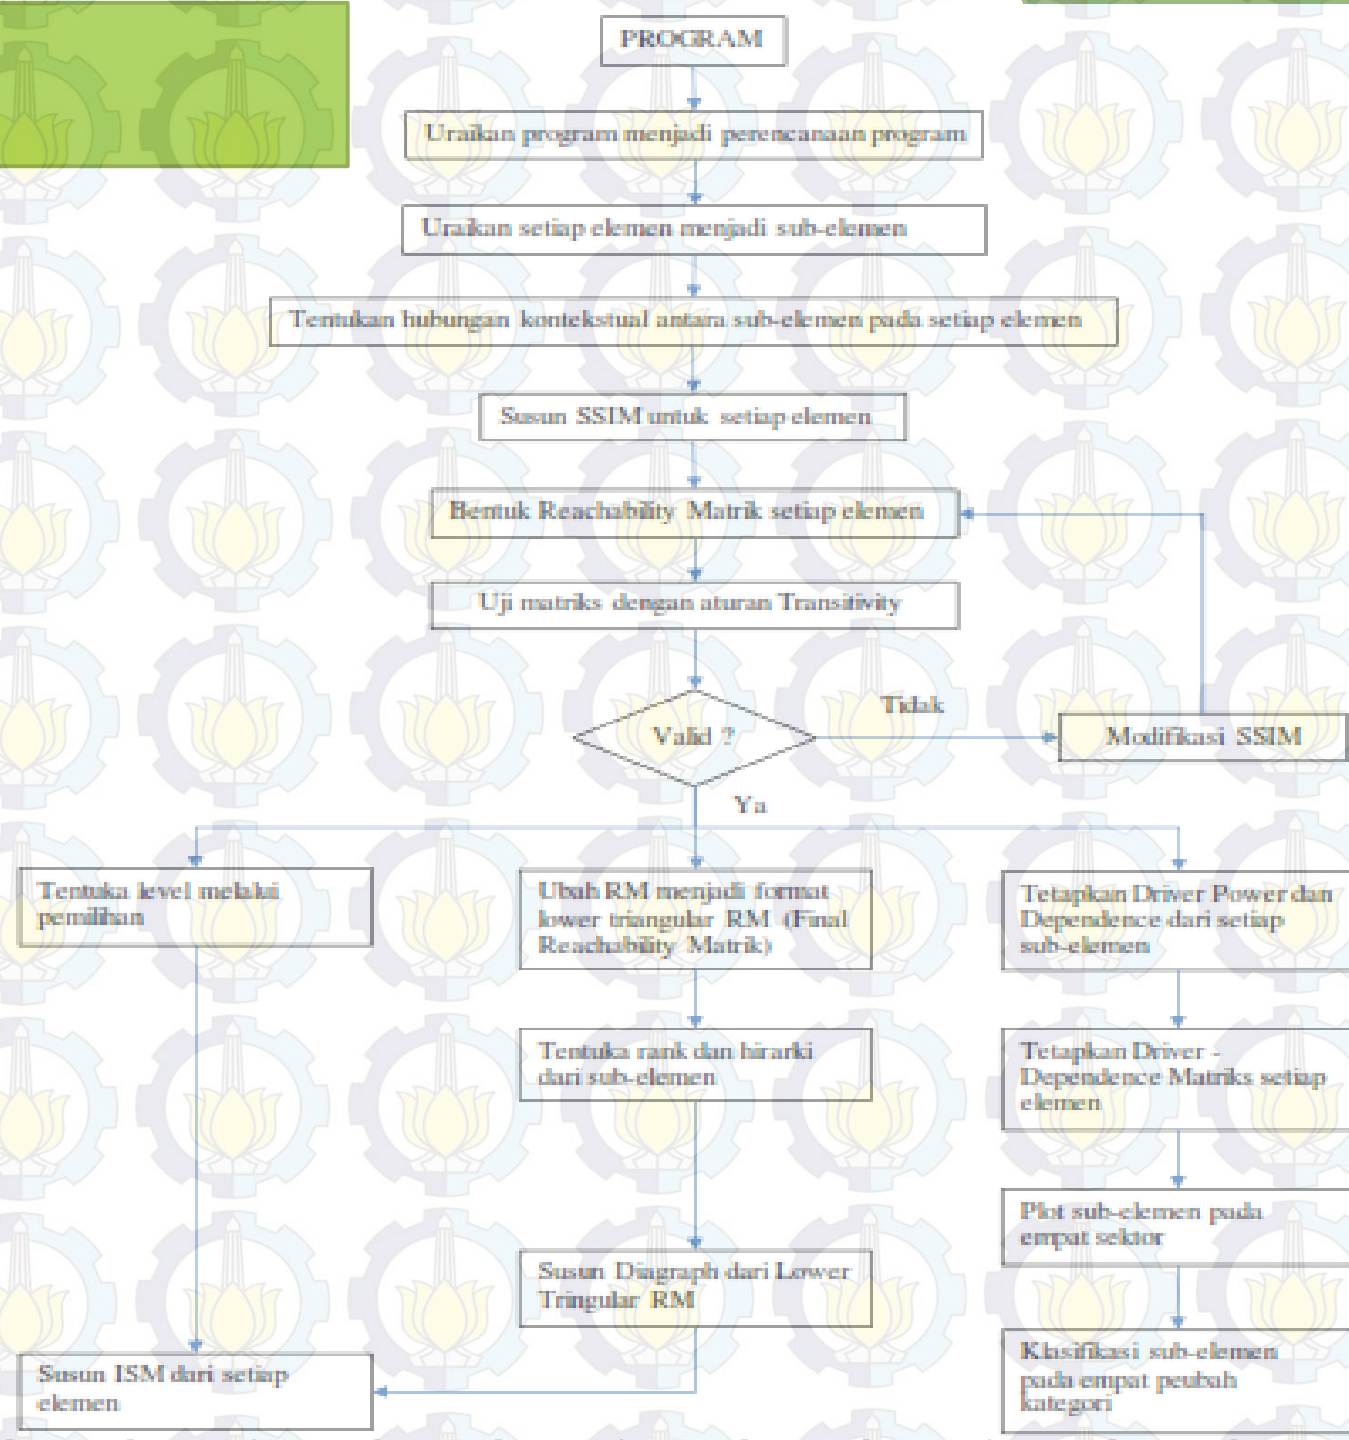 PROGRAM
Uraikan program menjadi perencanaan program
Uraikan setiap elemen menjadi sub-elemen
Tentukan hubungan kontekstual antara sub-elemen pada setiap elemen
Susun SSIM untuk setiap elemen
Bentuk Reachability Matrik setiap elemen
Uji matriks dengan aturan Transitivity
Valid ?
Tidak
Modifikasi SSIM
Ya
Tentuka level melalui
pemilihan
Ubah RM menjadi format
lower triangular RM (Final
Reachability Matrik)
Tetapkan Driver Power dan
Dependence dari setiap
sub-elemen
Tentuka rank dan hirarki
dari sub-elemen
Tetapkan Driver -
Dependence Matriks setiap
elemen
Plot sub-elemen pada
empat sektor
Susun Diagraph dari Lower
Tringular RM
Susun ISM dari setiap
elemen
Klasifikasi sub-elemen
pada empat peubah
kategori